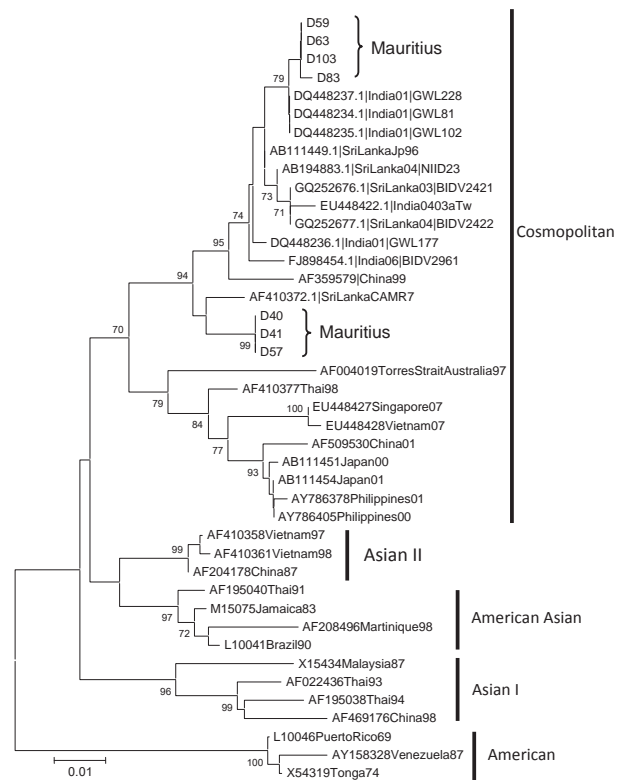 D59
D63
D103
D83
Mauritius
79
DQ448237.1|India01|GWL228
DQ448234.1|India01|GWL81
DQ448235.1|India01|GWL102
AB111449.1|SriLankaJp96
AB194883.1|SriLanka04|NIID23
GQ252676.1|SriLanka03|BIDV2421
73
EU448422.1|India0403aTw
71
GQ252677.1|SriLanka04|BIDV2422
74
DQ448236.1|India01|GWL177
Cosmopolitan
95
FJ898454.1|India06|BIDV2961
94
AF359579|China99
AF410372.1|SriLankaCAMR7
D40
D41
D57
Mauritius
99
70
AF004019TorresStraitAustralia97
79
AF410377Thai98
84
100
EU448427Singapore07
EU448428Vietnam07
77
AF509530China01
93
AB111451Japan00
AB111454Japan01
AY786378Philippines01
AY786405Philippines00
AF410358Vietnam97
99
AF410361Vietnam98
AF204178China87
Asian II
AF195040Thai91
97
M15075Jamaica83
72
AF208496Martinique98
L10041Brazil90
American Asian
X15434Malaysia87
96
AF022436Thai93
99
AF195038Thai94
AF469176China98
Asian I
L10046PuertoRico69
100
AY158328Venezuela87
X54319Tonga74
American
0.01